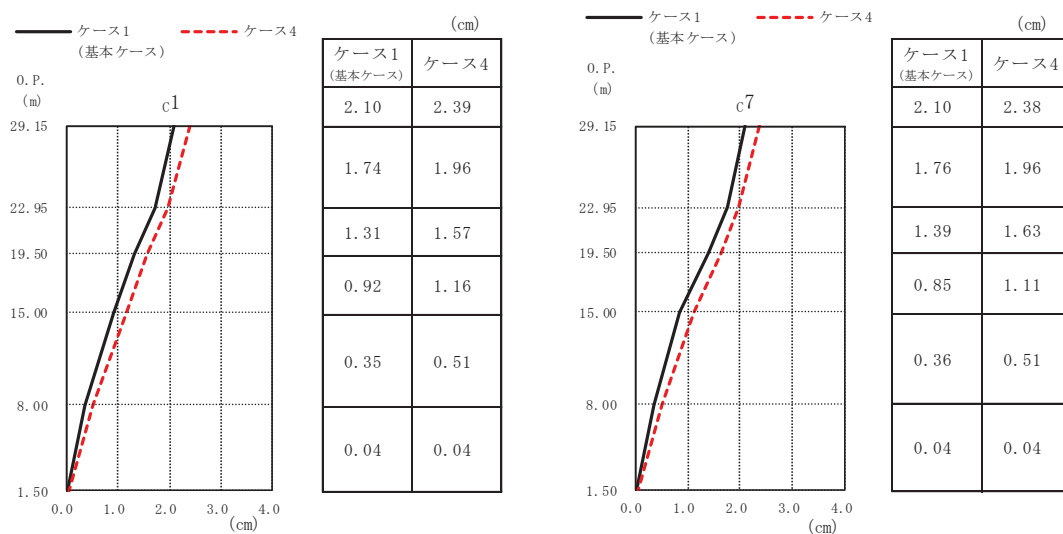 ケース1
(基本ケース)
ケース4
O.P.
(m)
C1
29.15
22.95
19.50
15.00
8.00
1.50
0.0 1.0 2.0 3.0 4.0
(cm)
(cm)
ケース1
(基本ケース)
ケース4
2.10 2.39
1.74 1.96
1.31 1.57
0.92 1.16
0.35 0.51
0.04 0.04
ケース1
(基本ケース)
ケース4
O.P.
(m)
C7
29.15
22.95
19.50
15.00
8.00
1.50
0.0 1.0 2.0 3.0 4.0
(cm)
(cm)
ケース1
(基本ケース)
ケース4
2.10 2.38
1.76 1.96
1.39 1.63
0.85 1.11
0.36 0.51
0.04 0.04